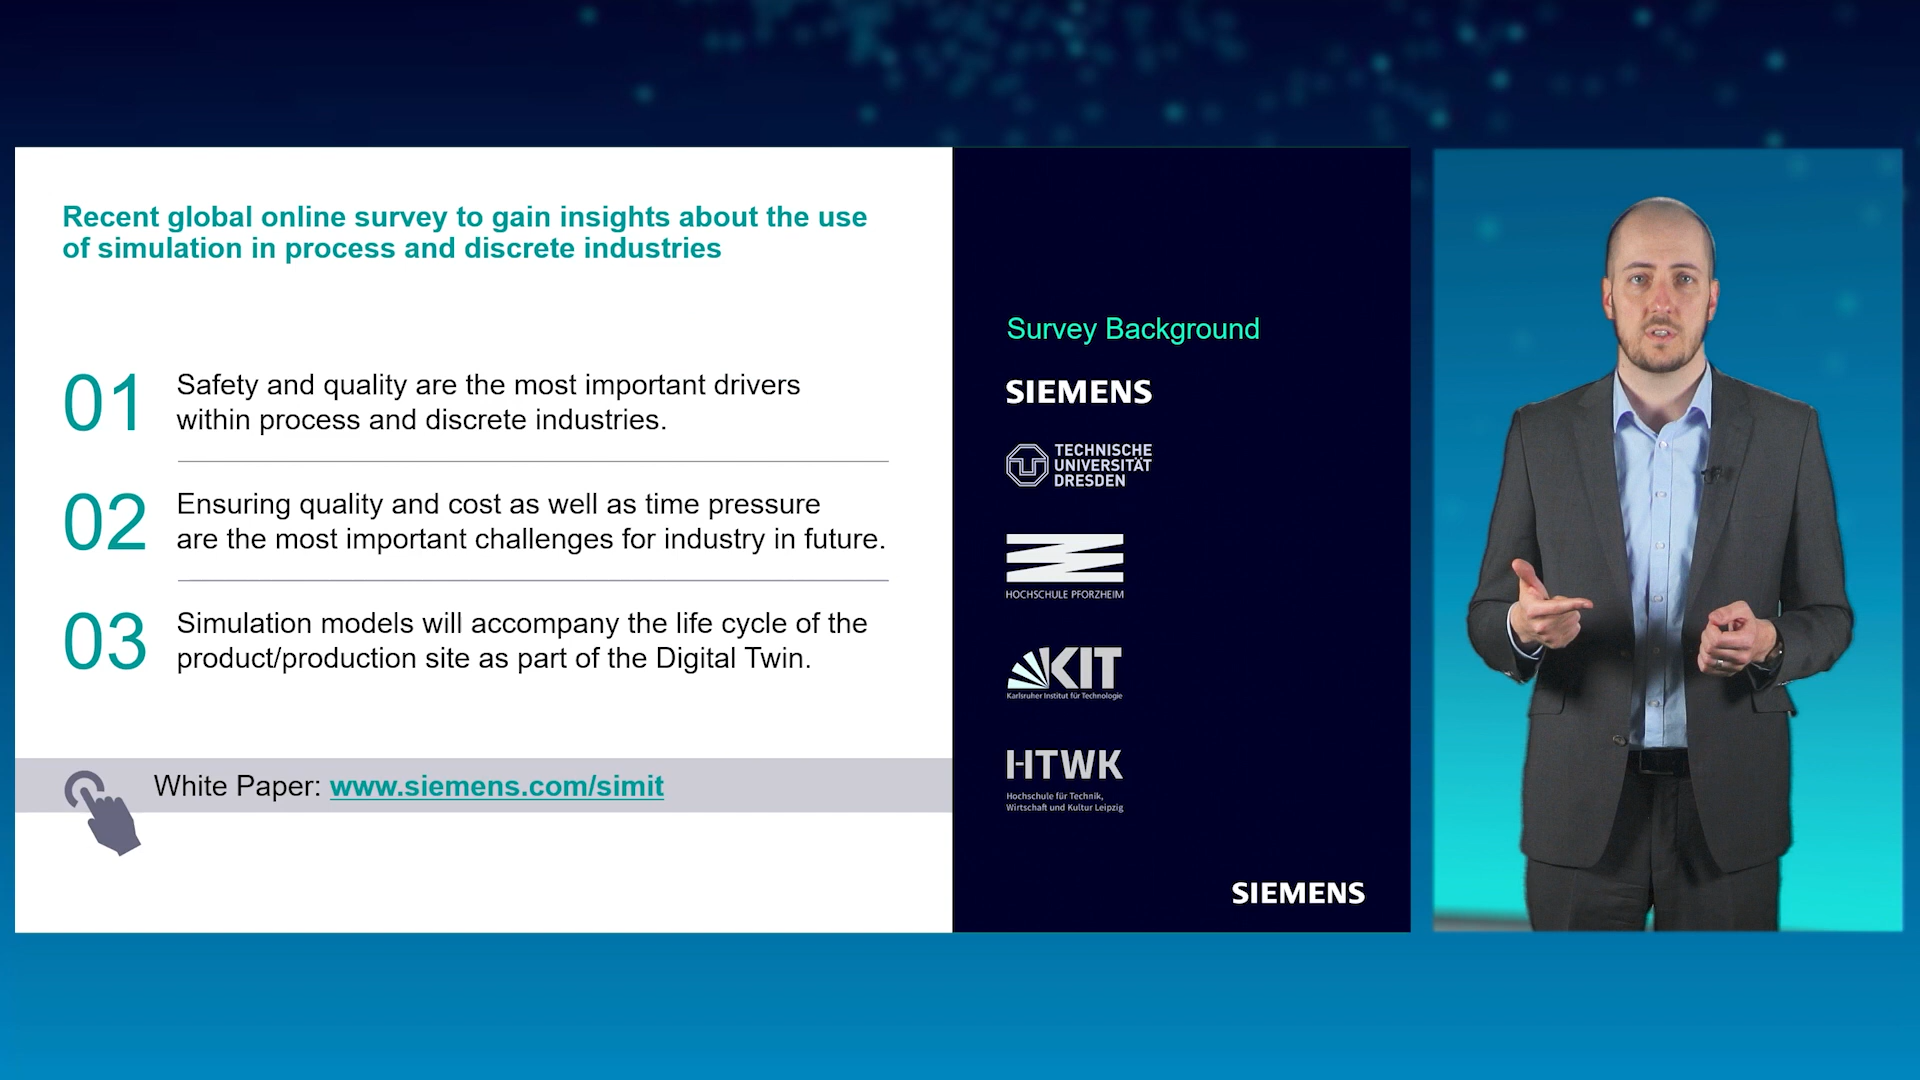 Recent global online survey to gain insights about the use
of simulation in process and discrete industries
01
Safety and quality are the most important drivers
within process and discrete industries.
02
Ensuring quality and cost as well as time pressure
are the most important challenges for industry in future.
03
Simulation models will accompany the life cycle of the
product/production site as part of the Digital Twin.
White Paper: www.siemens.com/simit
Survey Background
SIEMENS
TECHNISCHE
UNIVERSITÄT
DRESDEN
HOCHSCHULE PFORZHEIM
KIT
Karlsruher Institut für Technologie
HTWK
Hochschule für Technik,
Wirtschaft und Kultur Leipzig
SIEMENS